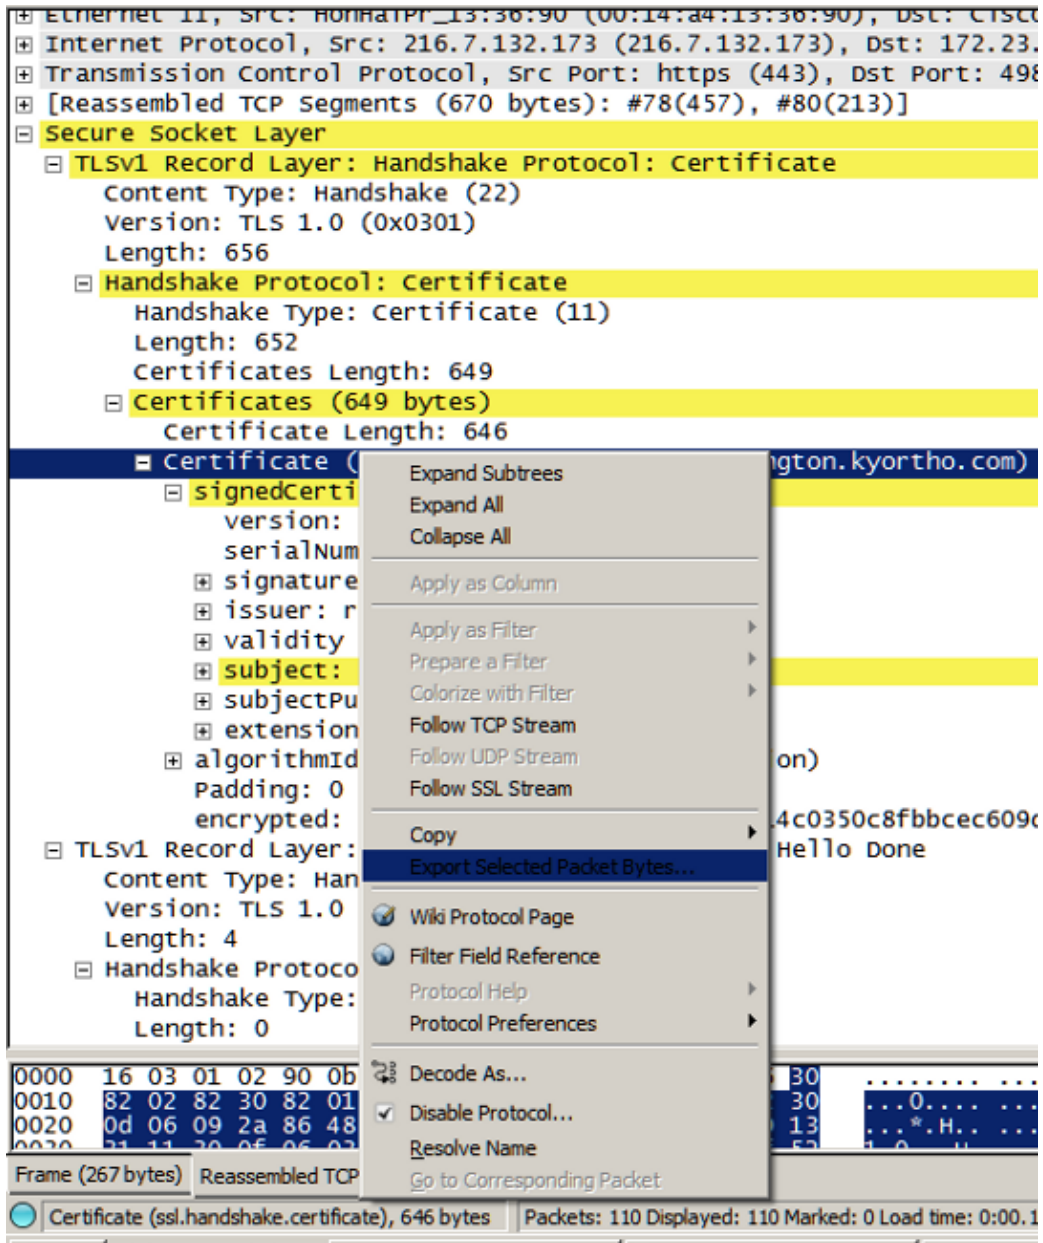 Ethernet II, Src: HonHaiPr_13:36:90 (00:14:a4:13:36:90), Dst: Cisco
Internet Protocol, Src: 216.7.132.173 (216.7.132.173), Dst: 172.23.
Transmission Control Protocol, Src Port: https (443), Dst Port: 498
[Reassembled TCP Segments (670 bytes): #78(457), #80(213)]
Secure Socket Layer
TLSv1 Record Layer: Handshake Protocol: Certificate
Content Type: Handshake (22)
Version: TLS 1.0 (0x0301)
Length: 656
Handshake Protocol: Certificate
Handshake Type: Certificate (11)
Length: 652
Certificates Length: 649
Certificates (649 bytes)
Certificate Length: 646
Certificate ( ngton.kyortho.com)
signedCerti
version:
serialNum
signature
issuer: r
validity
subject:
subjectPu
extension
algorithmId on)
Padding: 0
encrypted: 4c0350c8fbbcec609c
TLSv1 Record Layer: Hello Done
Content Type: Han
Version: TLS 1.0
Length: 4
Handshake Protoco
Handshake Type:
Length: 0
Expand Subtrees
Expand All
Collapse All
Apply as Column
Apply as Filter
Prepare a Filter
Colorize with Filter
Follow TCP Stream
Follow UDP Stream
Follow SSL Stream
Copy
Export Selected Packet Bytes...
Wiki Protocol Page
Filter Field Reference
Protocol Help
Protocol Preferences
Decode As...
Disable Protocol...
Resolve Name
Go to Corresponding Packet
0000 16 03 01 02 90 0b 30 ........ ...
0010 82 02 82 30 82 01 30 ...0.... ...
0020 0d 06 09 2a 86 48 13 ...*.H.. ...
Frame (267 bytes) Reassembled TCP
Certificate (ssl.handshake.certificate), 646 bytes Packets: 110 Displayed: 110 Marked: 0 Load time: 0:00.1